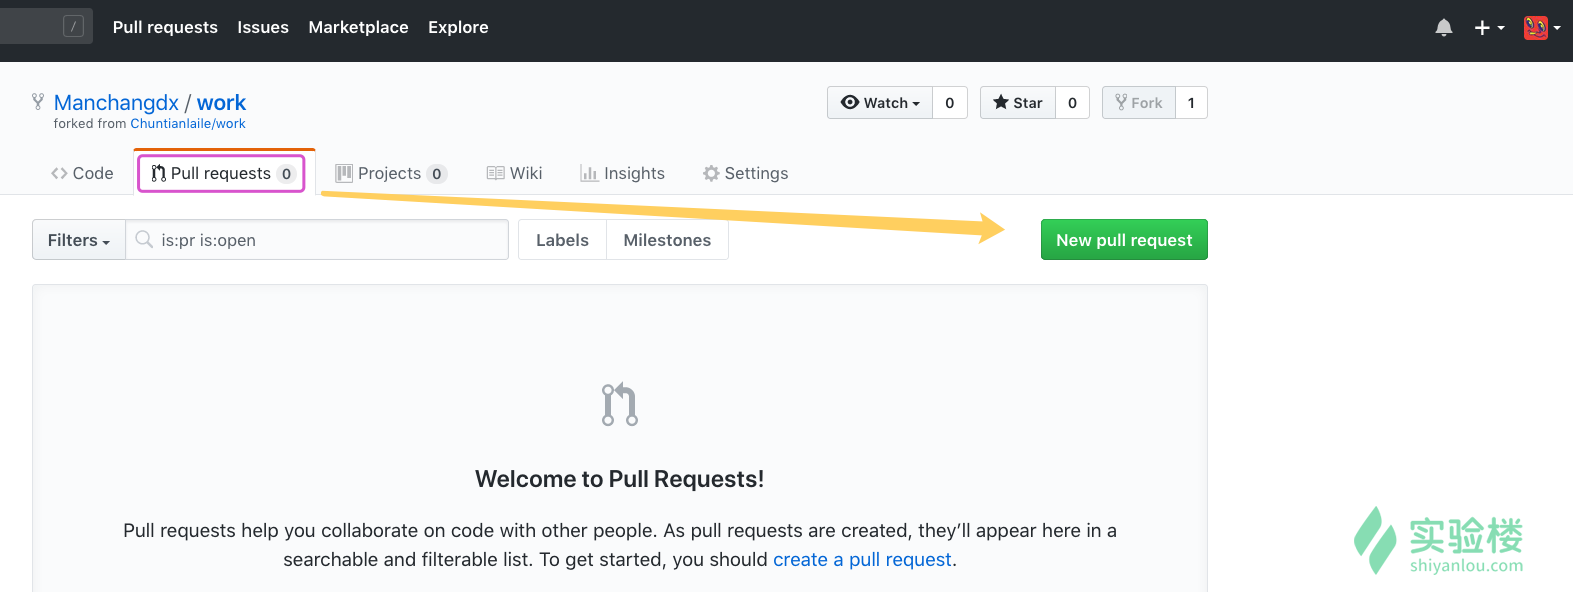 / Pull requests Issues Marketplace Explore
Manchangdx / work
forked from Chuntianlaile/work
Watch 0 Star 0 Fork 1
Code Pull requests 0 Projects 0 Wiki Insights Settings
Filters is:pr is:open Labels Milestones New pull request
Welcome to Pull Requests!
Pull requests help you collaborate on code with other people. As pull requests are created, they’ll appear here in a
searchable and filterable list. To get started, you should create a pull request.
实验楼
shiyanlou.com